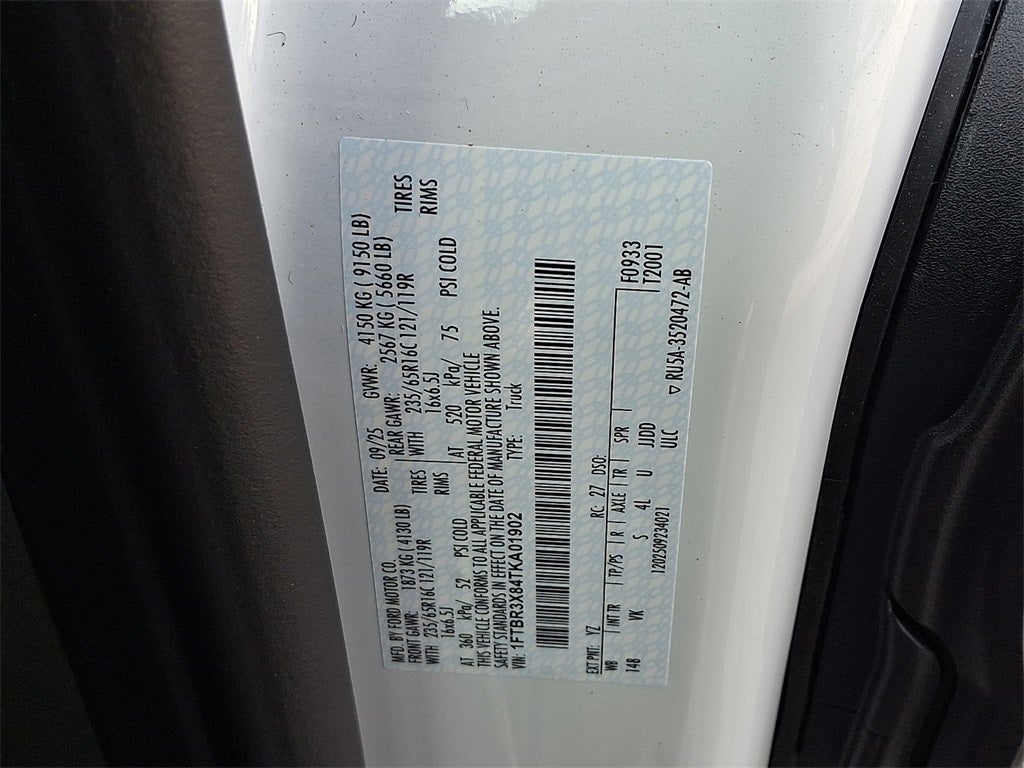 MFD. BY FORD MOTOR CO. DATE: 09/25 GVWR: 4150 KG ( 9150 LB)
FRONT GAWR: 1873 KG ( 4130 LB) REAR GAWR: 2567 KG ( 5660 LB)
WITH 235/65R16C 121/119R TIRES WITH 235/65R16C 121/119R TIRES
16x6.5J RIMS 16x6.5J RIMS
AT 360 kPa/ 52 PSI COLD AT 520 kPa/ 75 PSI COLD
THIS VEHICLE CONFORMS TO ALL APPLICABLE FEDERAL MOTOR VEHICLE
SAFETY STANDARDS IN EFFECT ON THE DATE OF MANUFACTURE SHOWN ABOVE.
VIN: 1FTBR3X84TKA01902 TYPE: Truck
EXT PNT: YZ RC: 27 DSO: F0933
WB INT TR TP/PS R AXLE TR SPR T2001
148 VK S 4L U JJDD
1202509234021 ULC ▽ RU5A-3520472-AB